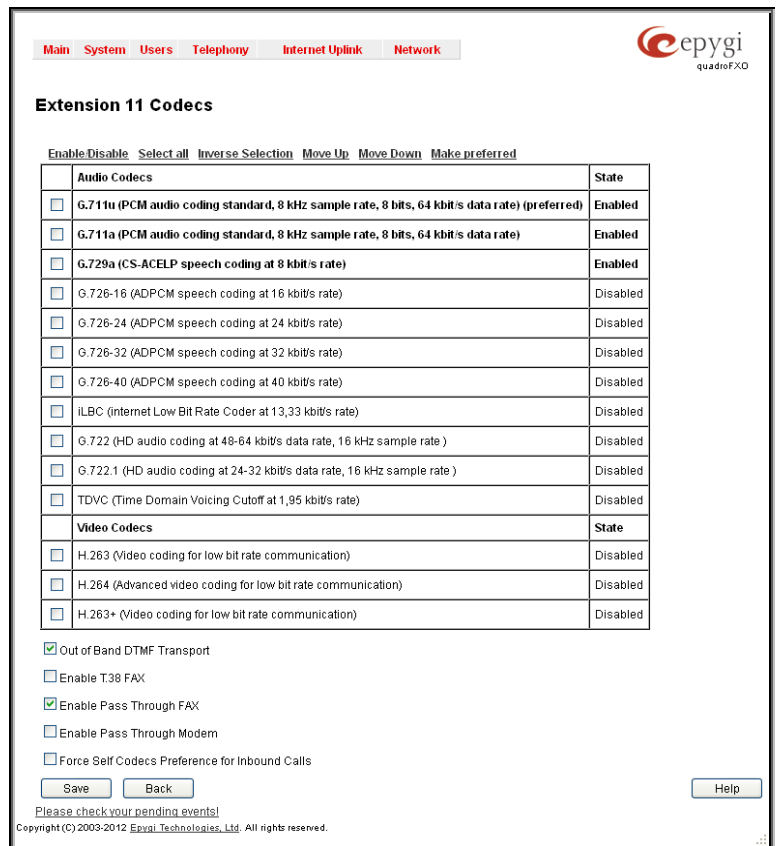 Main System Users Telephony Internet Uplink Network
epygi
quadroFXO
Extension 11 Codecs
Enable/Disable Select all Inverse Selection Move Up Move Down Make preferred
Audio Codecs State
G.711u (PCM audio coding standard, 8 kHz sample rate, 8 bits, 64 kbit/s data rate) (preferred) Enabled
G.711a (PCM audio coding standard, 8 kHz sample rate, 8 bits, 64 kbit/s data rate) Enabled
G.729a (CS-ACELP speech coding at 8 kbit/s rate) Enabled
G.726-16 (ADPCM speech coding at 16 kbit/s rate) Disabled
G.726-24 (ADPCM speech coding at 24 kbit/s rate) Disabled
G.726-32 (ADPCM speech coding at 32 kbit/s rate) Disabled
G.726-40 (ADPCM speech coding at 40 kbit/s rate) Disabled
iLBC (internet Low Bit Rate Coder at 13,33 kbit/s rate) Disabled
G.722 (HD audio coding at 48-64 kbit/s data rate, 16 kHz sample rate ) Disabled
G.722.1 (HD audio coding at 24-32 kbit/s data rate, 16 kHz sample rate ) Disabled
TDVC (Time Domain Voicing Cutoff at 1,95 kbit/s rate) Disabled
Video Codecs State
H.263 (Video coding for low bit rate communication) Disabled
H.264 (Advanced video coding for low bit rate communication) Disabled
H.263+ (Video coding for low bit rate communication) Disabled
Out of Band DTMF Transport
Enable T.38 FAX
Enable Pass Through FAX
Enable Pass Through Modem
Force Self Codecs Preference for Inbound Calls
Save Back Help
Please check your pending events!
Copyright (C) 2003-2012 Epygi Technologies, Ltd. All rights reserved.